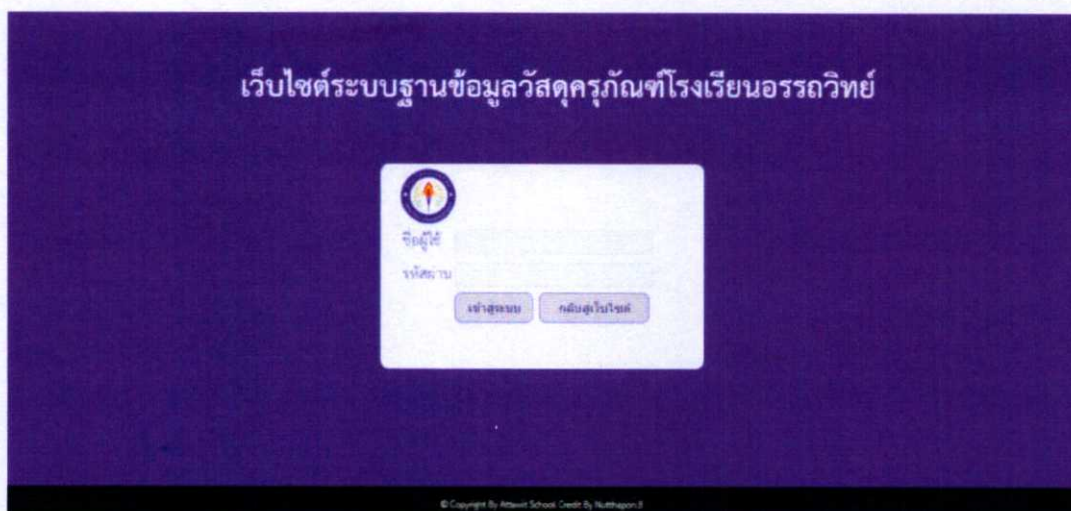 เว็บไซต์ระบบฐานข้อมูลวัสดุครุภัณฑ์โรงเรียนอรรถวิทย์
ชื่อผู้ใช้
รหัสผ่าน
เข้าสู่ระบบ กลับสู่เว็บไซต์
© Copyright By Attawit School Credit By Nutthapon.B